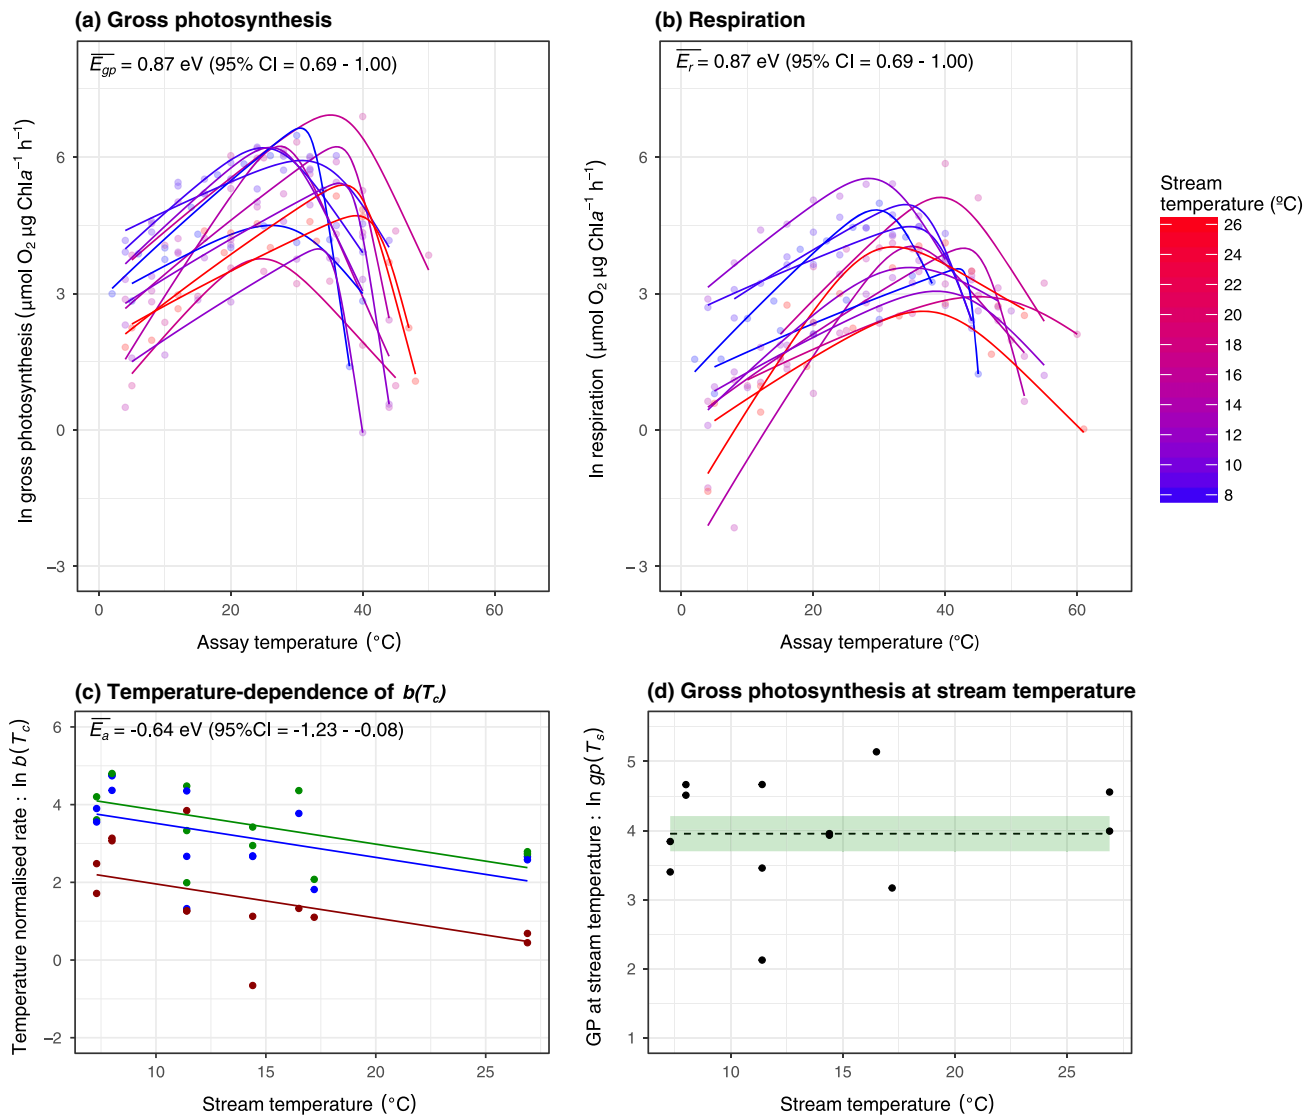 (a) Gross photosynthesis
(b) Respiration
E̅gp = 0.87 eV (95% CI = 0.69 - 1.00)
E̅r = 0.87 eV (95% CI = 0.69 - 1.00)
6
3
0
−3
ln gross photosynthesis (µmol O₂ µg Chla⁻¹ h⁻¹)
0 20 40 60
Assay temperature (°C)
6
3
0
−3
ln respiration (µmol O₂ µg Chla⁻¹ h⁻¹)
0 20 40 60
Assay temperature (°C)
Stream
temperature (ºC)
26
24
22
20
18
16
14
12
10
8
(c) Temperature-dependence of b(Tc)
(d) Gross photosynthesis at stream temperature
E̅a = -0.64 eV (95%CI = -1.23 - -0.08)
6
4
2
0
−2
Temperature normalised rate : ln b(Tc)
10 15 20 25
Stream temperature (°C)
5
4
3
2
1
GP at stream temperature : ln gp(Ts)
10 15 20 25
Stream temperature (°C)